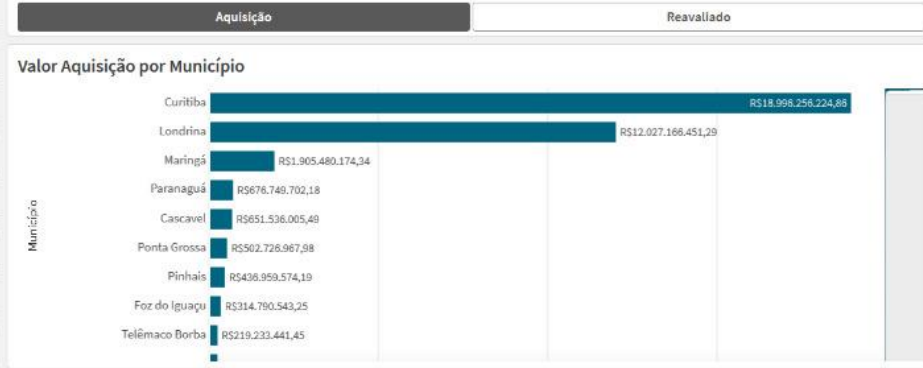 Aquisição
Reavaliado
Valor Aquisição por Município
Município
Curitiba R$18.996.256.224,86
Londrina R$12.027.166.451,29
Maringá R$1.905.480.174,34
Paranaguá R$676.749.702,18
Cascavel R$651.536.005,49
Ponta Grossa R$502.726.967,98
Pinhais R$436.959.574,19
Foz do Iguaçu R$314.790.543,25
Telêmaco Borba R$219.233.441,45